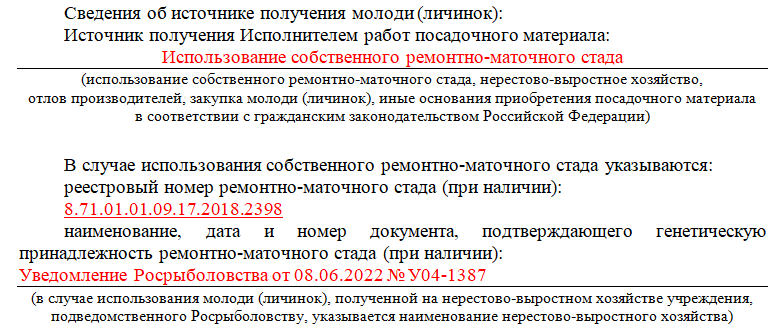 Сведения об источнике получения молоди (личинок):
Источник получения Исполнителем работ посадочного материала:
Использование собственного ремонтно-маточного стада
(использование собственного ремонтно-маточного стада, нерестово-выростное хозяйство,
отлов производителей, закупка молоди (личинок), иные основания приобретения посадочного материала
в соответствии с гражданским законодательством Российской Федерации)
В случае использования собственного ремонтно-маточного стада указываются:
реестровый номер ремонтно-маточного стада (при наличии):
8.71.01.01.09.17.2018.2398
наименование, дата и номер документа, подтверждающего генетическую
принадлежность ремонтно-маточного стада (при наличии):
Уведомление Росрыболовства от 08.06.2022 № У04-1387
(в случае использования молоди (личинок), полученной на нерестово-выростном хозяйстве учреждения,
подведомственного Росрыболовству, указывается наименование нерестово-выростного хозяйства)